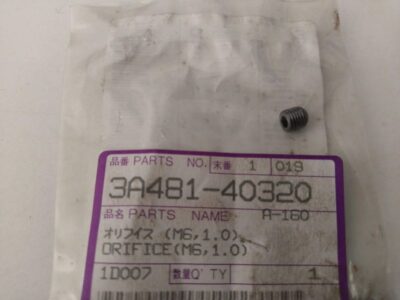 品番 PARTS NO. 末番 1 019
3A481-40320
品名 PARTS NAME A-160
オリフイス (M6,1.0)
ORIFICE(M6,1.0)
1D007 数量Q'TY 1